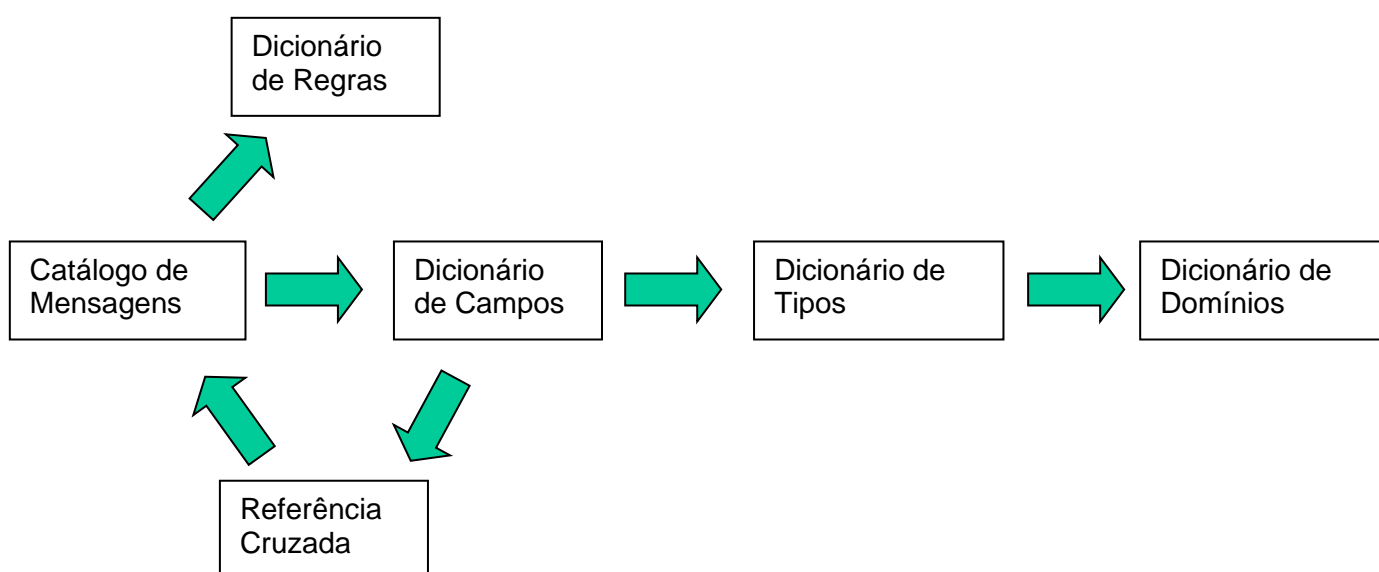 Dicionário
de Regras
Catálogo de
Mensagens
Dicionário
de Campos
Dicionário de
Tipos
Dicionário de
Domínios
Referência
Cruzada